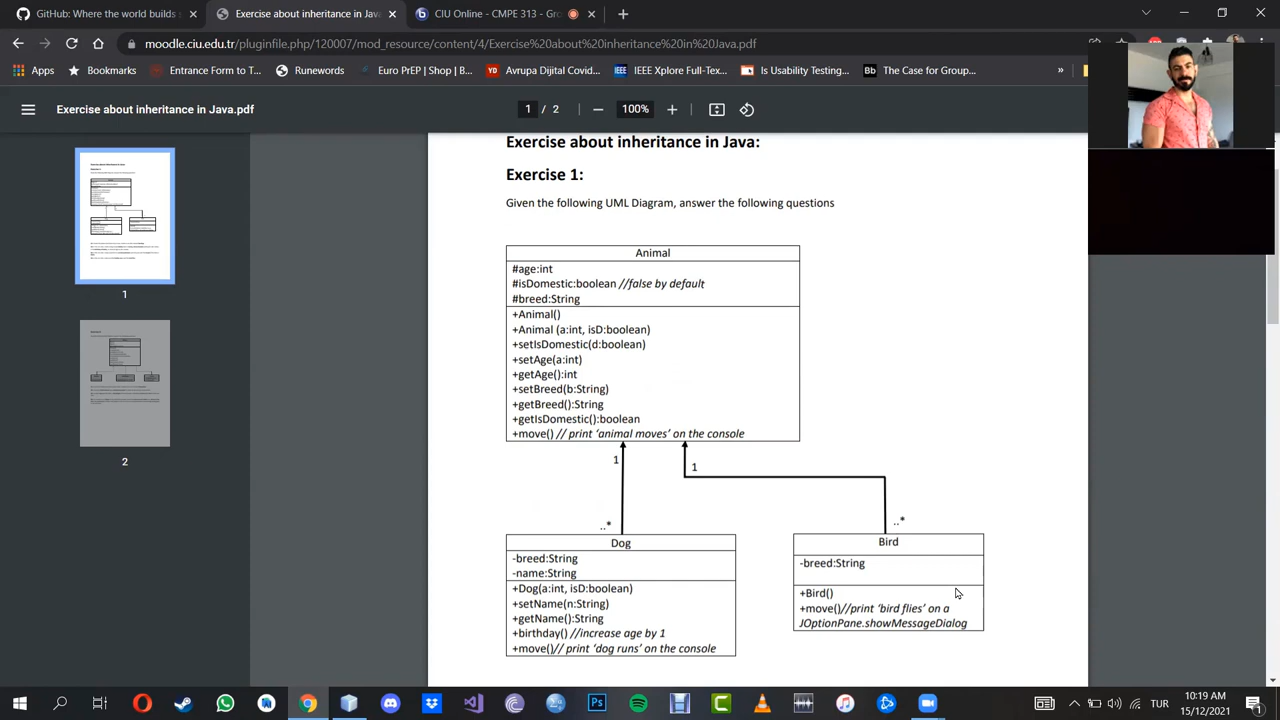 GitHub: Where the world builds s
Exercise about inheritance in Java
CIU Online - CMPE 313 - Gro
moodle.ciu.edu.tr/pluginfile.php/120007/mod_resource/content/4/Exercise%20about%20inheritance%20in%20Java.pdf
Apps
Bookmarks
Entrance Form to T...
Runewords
Pro PrEP | Shop | D...
YD Avrupa Dijital Covid...
IEEE IEEE Xplore Full-Tex...
Is Usability Targeta...
Bb The Case for Group...
»
Exercise about inheritance in Java.pdf
1 / 2
100%
1
2
Exercise about inheritance in Java:
Exercise 1:
Given the following UML Diagram, answer the following questions
Animal
#age:int
#isDomestic:boolean //false by default
#breed:String
+Animal()
+Animal (a:int, isD:boolean)
+setIsDomestic(d:boolean)
+setAge(a:int)
+getAge():int
+setBreed(b:String)
+getBreed():String
+getIsDomestic():boolean
+move() // print ‘animal moves’ on the console
1
1
..*
..*
Dog
-breed:String
-name:String
+Dog(a:int, isD:boolean)
+setName(n:String)
+getName():String
+birthday() //increase age by 1
+move()// print ‘dog runs’ on the console
Bird
-breed:String
+Bird()
+move()//print ‘bird flies’ on a
JOptionPane.showMessageDialog
TUR
10:19 AM
15/12/2021